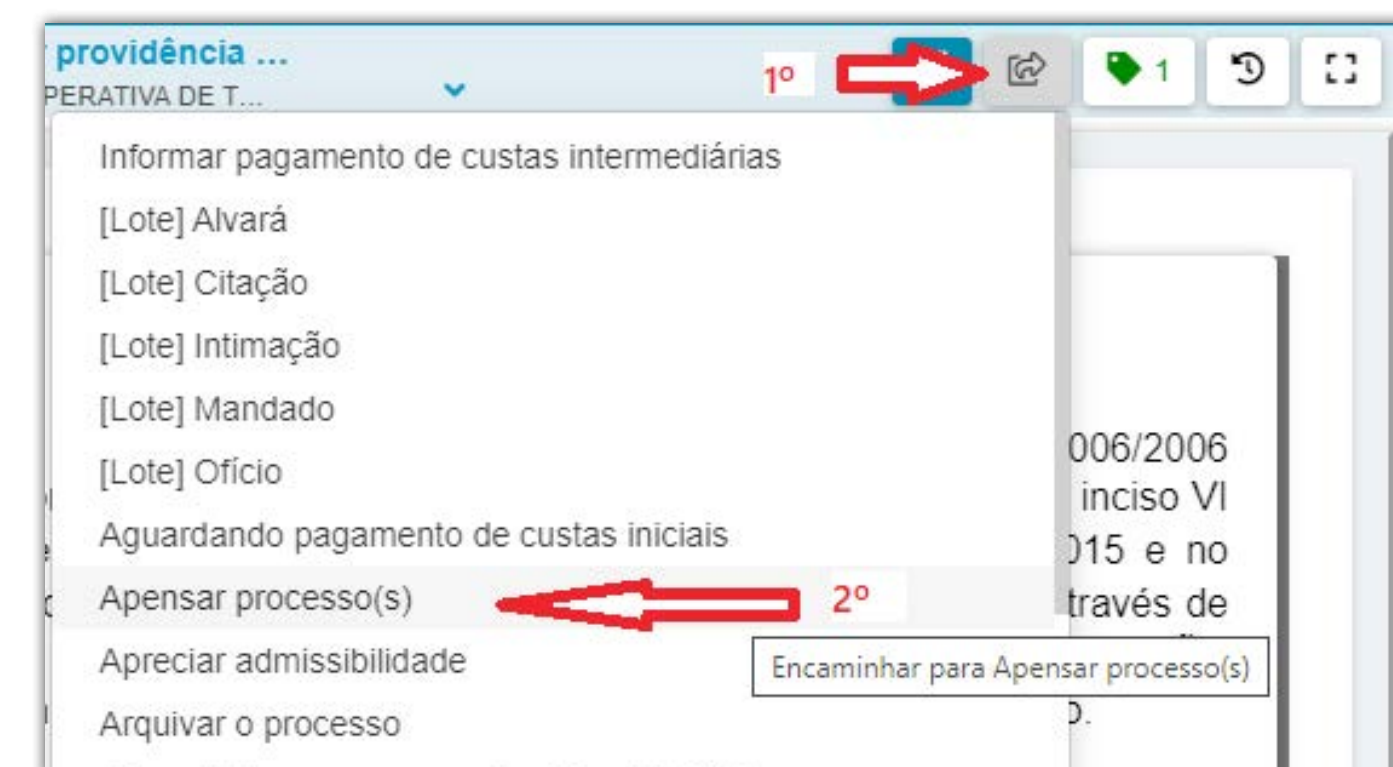 providência ...
PERATIVA DE T...
1º
1
Informar pagamento de custas intermediárias
[Lote] Alvará
[Lote] Citação
[Lote] Intimação
[Lote] Mandado
006/2006
[Lote] Ofício
inciso VI
Aguardando pagamento de custas iniciais
015 e no
Apensar processo(s)
2º
través de
Apreciar admissibilidade
Encaminhar para Apensar processo(s)
Arquivar o processo
o.